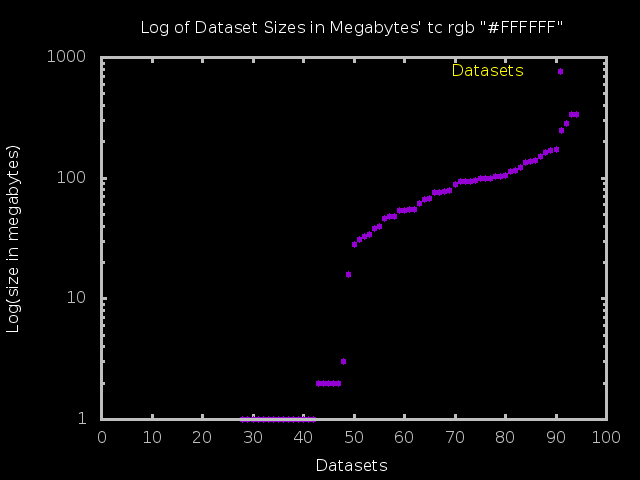 Log of Dataset Sizes in Megabytes' tc rgb "#FFFFFF"
1000
Datasets
100
Log(size in megabytes)
10
1
0 10 20 30 40 50 60 70 80 90 100
Datasets